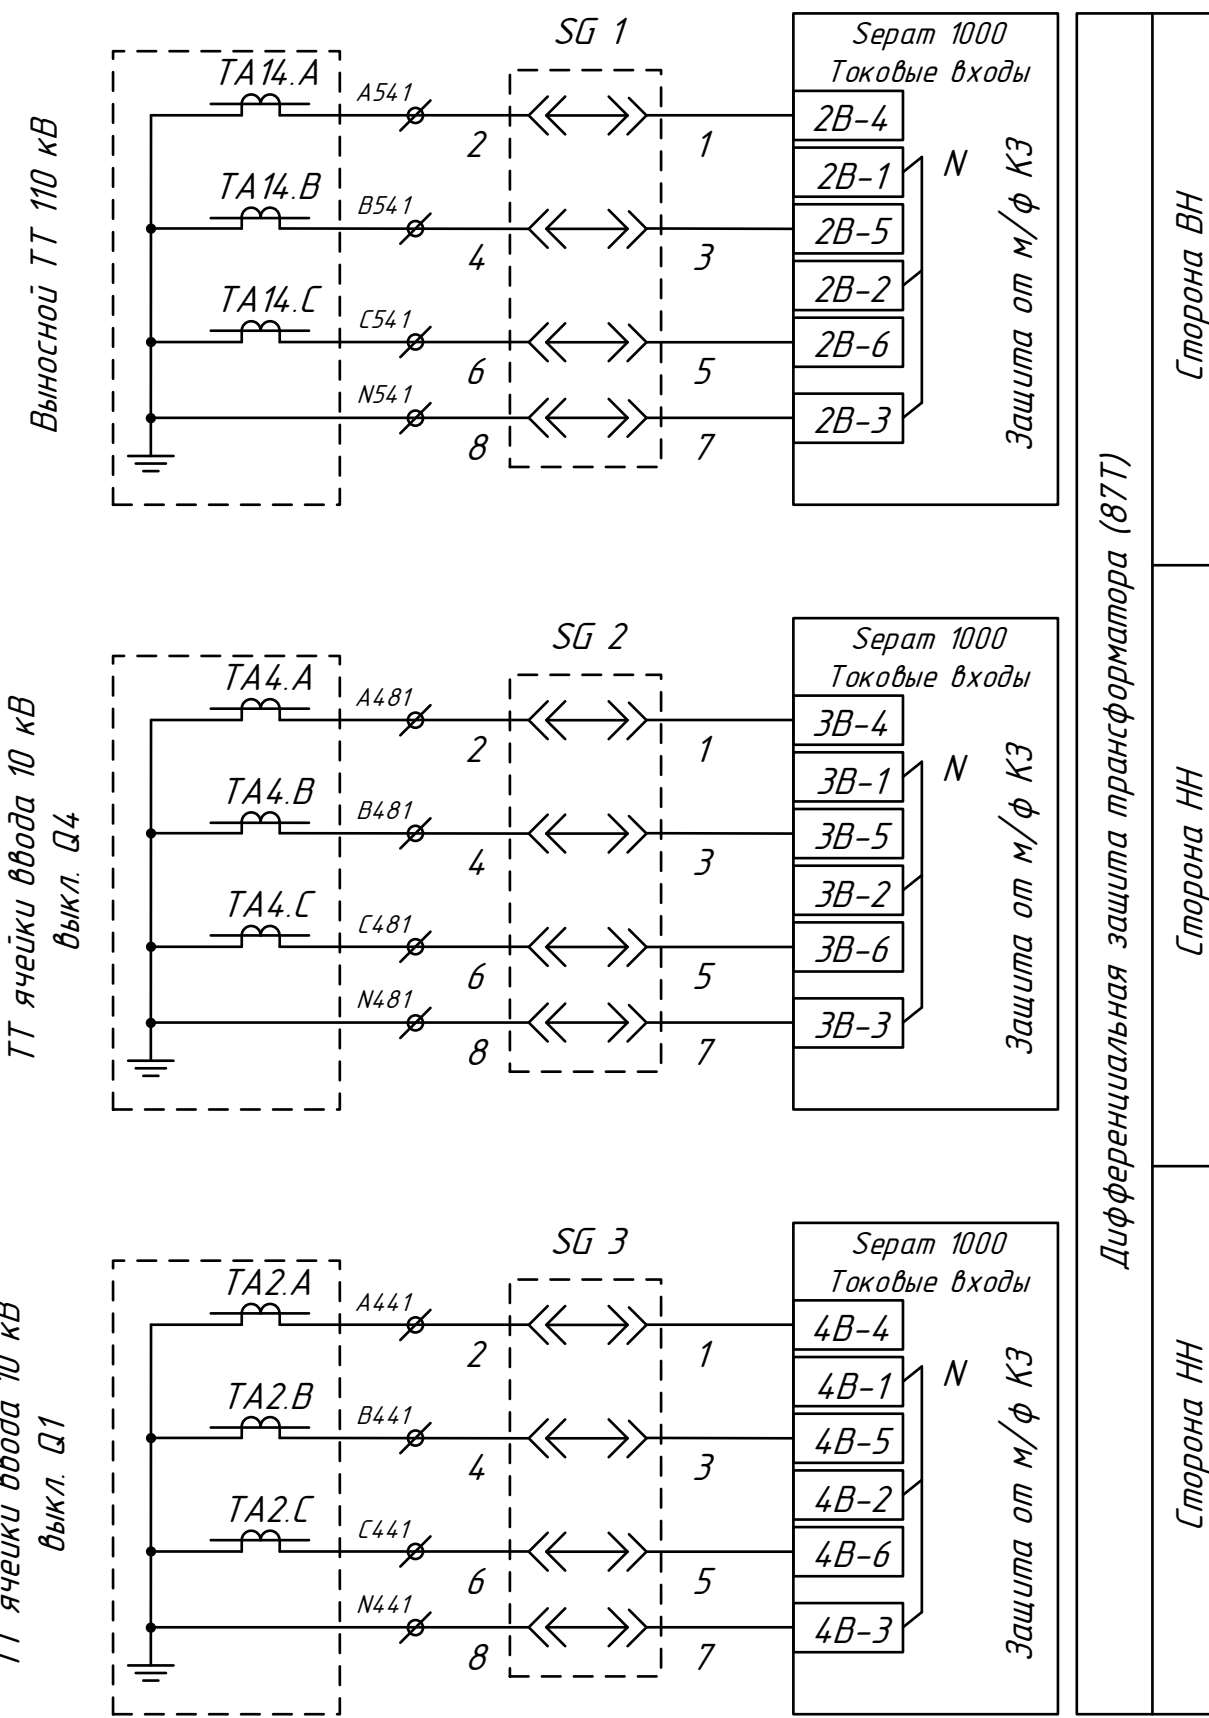 Выносной ТТ 110 кВ
TA14.A
TA14.B
TA14.C
A541
B541
C541
N541
SG 1
2
1
4
3
6
5
8
7
Sepam 1000
Токовые входы
2B-4
2B-1
2B-5
2B-2
2B-6
2B-3
N
Защита от м/ф КЗ
Сторона ВН
ТТ ячейки ввода 10 кВ
выкл. Q4
TA4.A
TA4.B
TA4.C
A481
B481
C481
N481
SG 2
2
1
4
3
6
5
8
7
Sepam 1000
Токовые входы
3B-4
3B-1
3B-5
3B-2
3B-6
3B-3
N
Защита от м/ф КЗ
Сторона НН
ТТ ячейки ввода 10 кВ
выкл. Q1
TA2.A
TA2.B
TA2.C
A441
B441
C441
N441
SG 3
2
1
4
3
6
5
8
7
Sepam 1000
Токовые входы
4B-4
4B-1
4B-5
4B-2
4B-6
4B-3
N
Защита от м/ф КЗ
Сторона НН
Дифференциальная защита трансформатора (87Т)